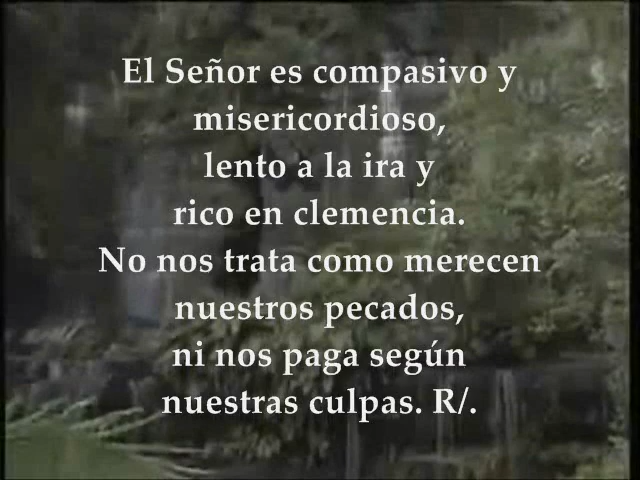 El Señor es compasivo y
misericordioso,
lento a la ira y
rico en clemencia.
No nos trata como merecen
nuestros pecados,
ni nos paga según
nuestras culpas. R/.